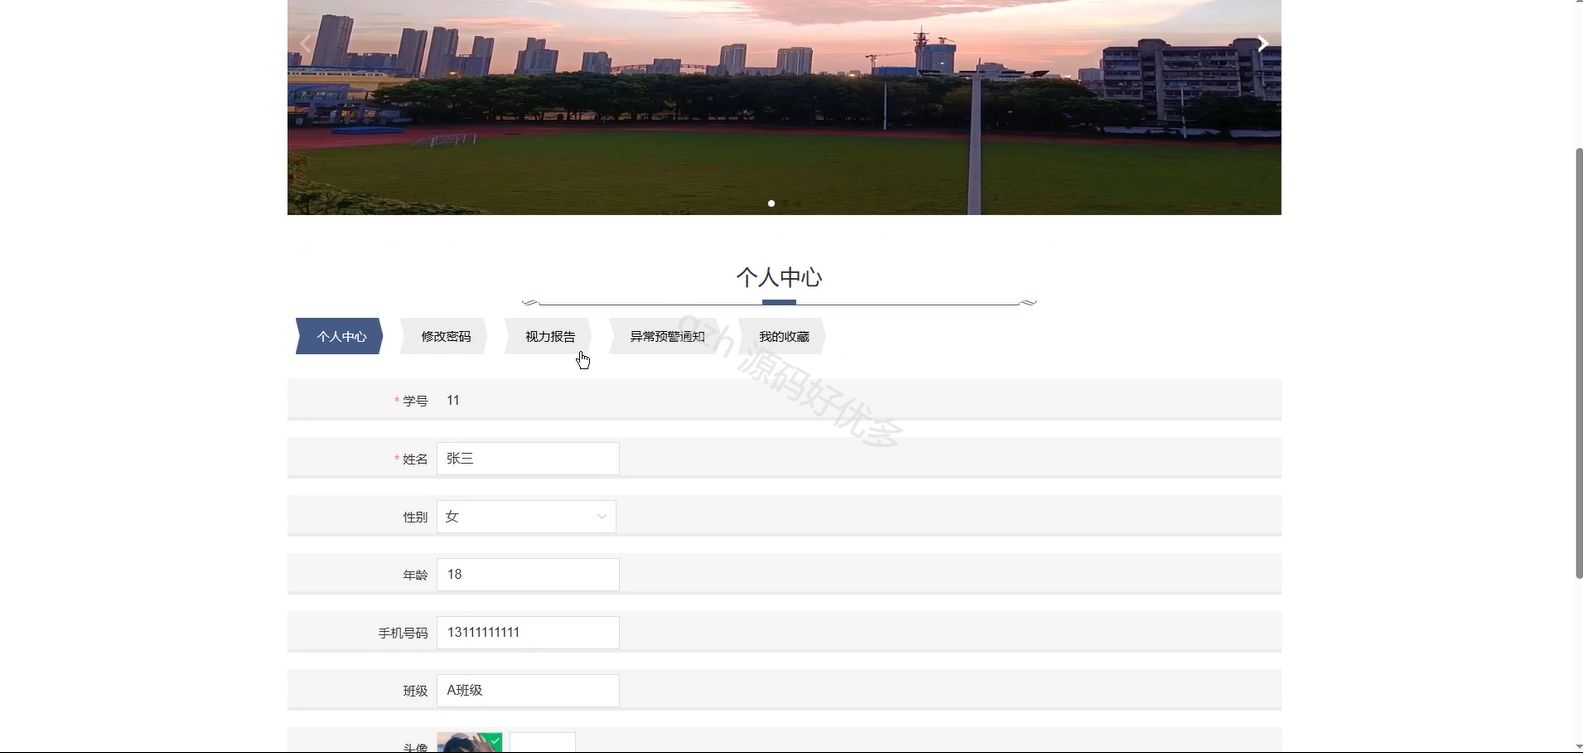 个人中心
个人中心 修改密码 视力报告 异常预警通知 我的收藏
qzh 源码好优多
* 学号 11
* 姓名 张三
性别 女
年龄 18
手机号码 13111111111
班级 A班级
头像